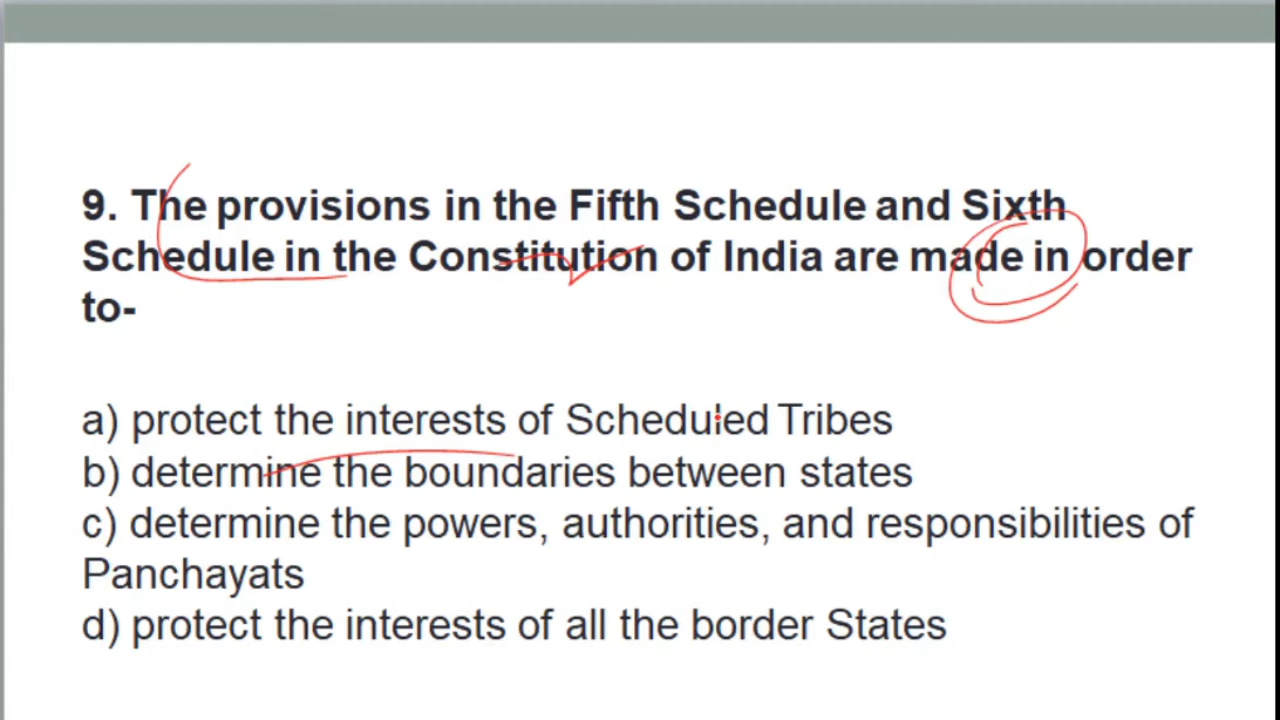 9. The provisions in the Fifth Schedule and Sixth
Schedule in the Constitution of India are made in order
to-
a) protect the interests of Scheduled Tribes
b) determine the boundaries between states
c) determine the powers, authorities, and responsibilities of
Panchayats
d) protect the interests of all the border States